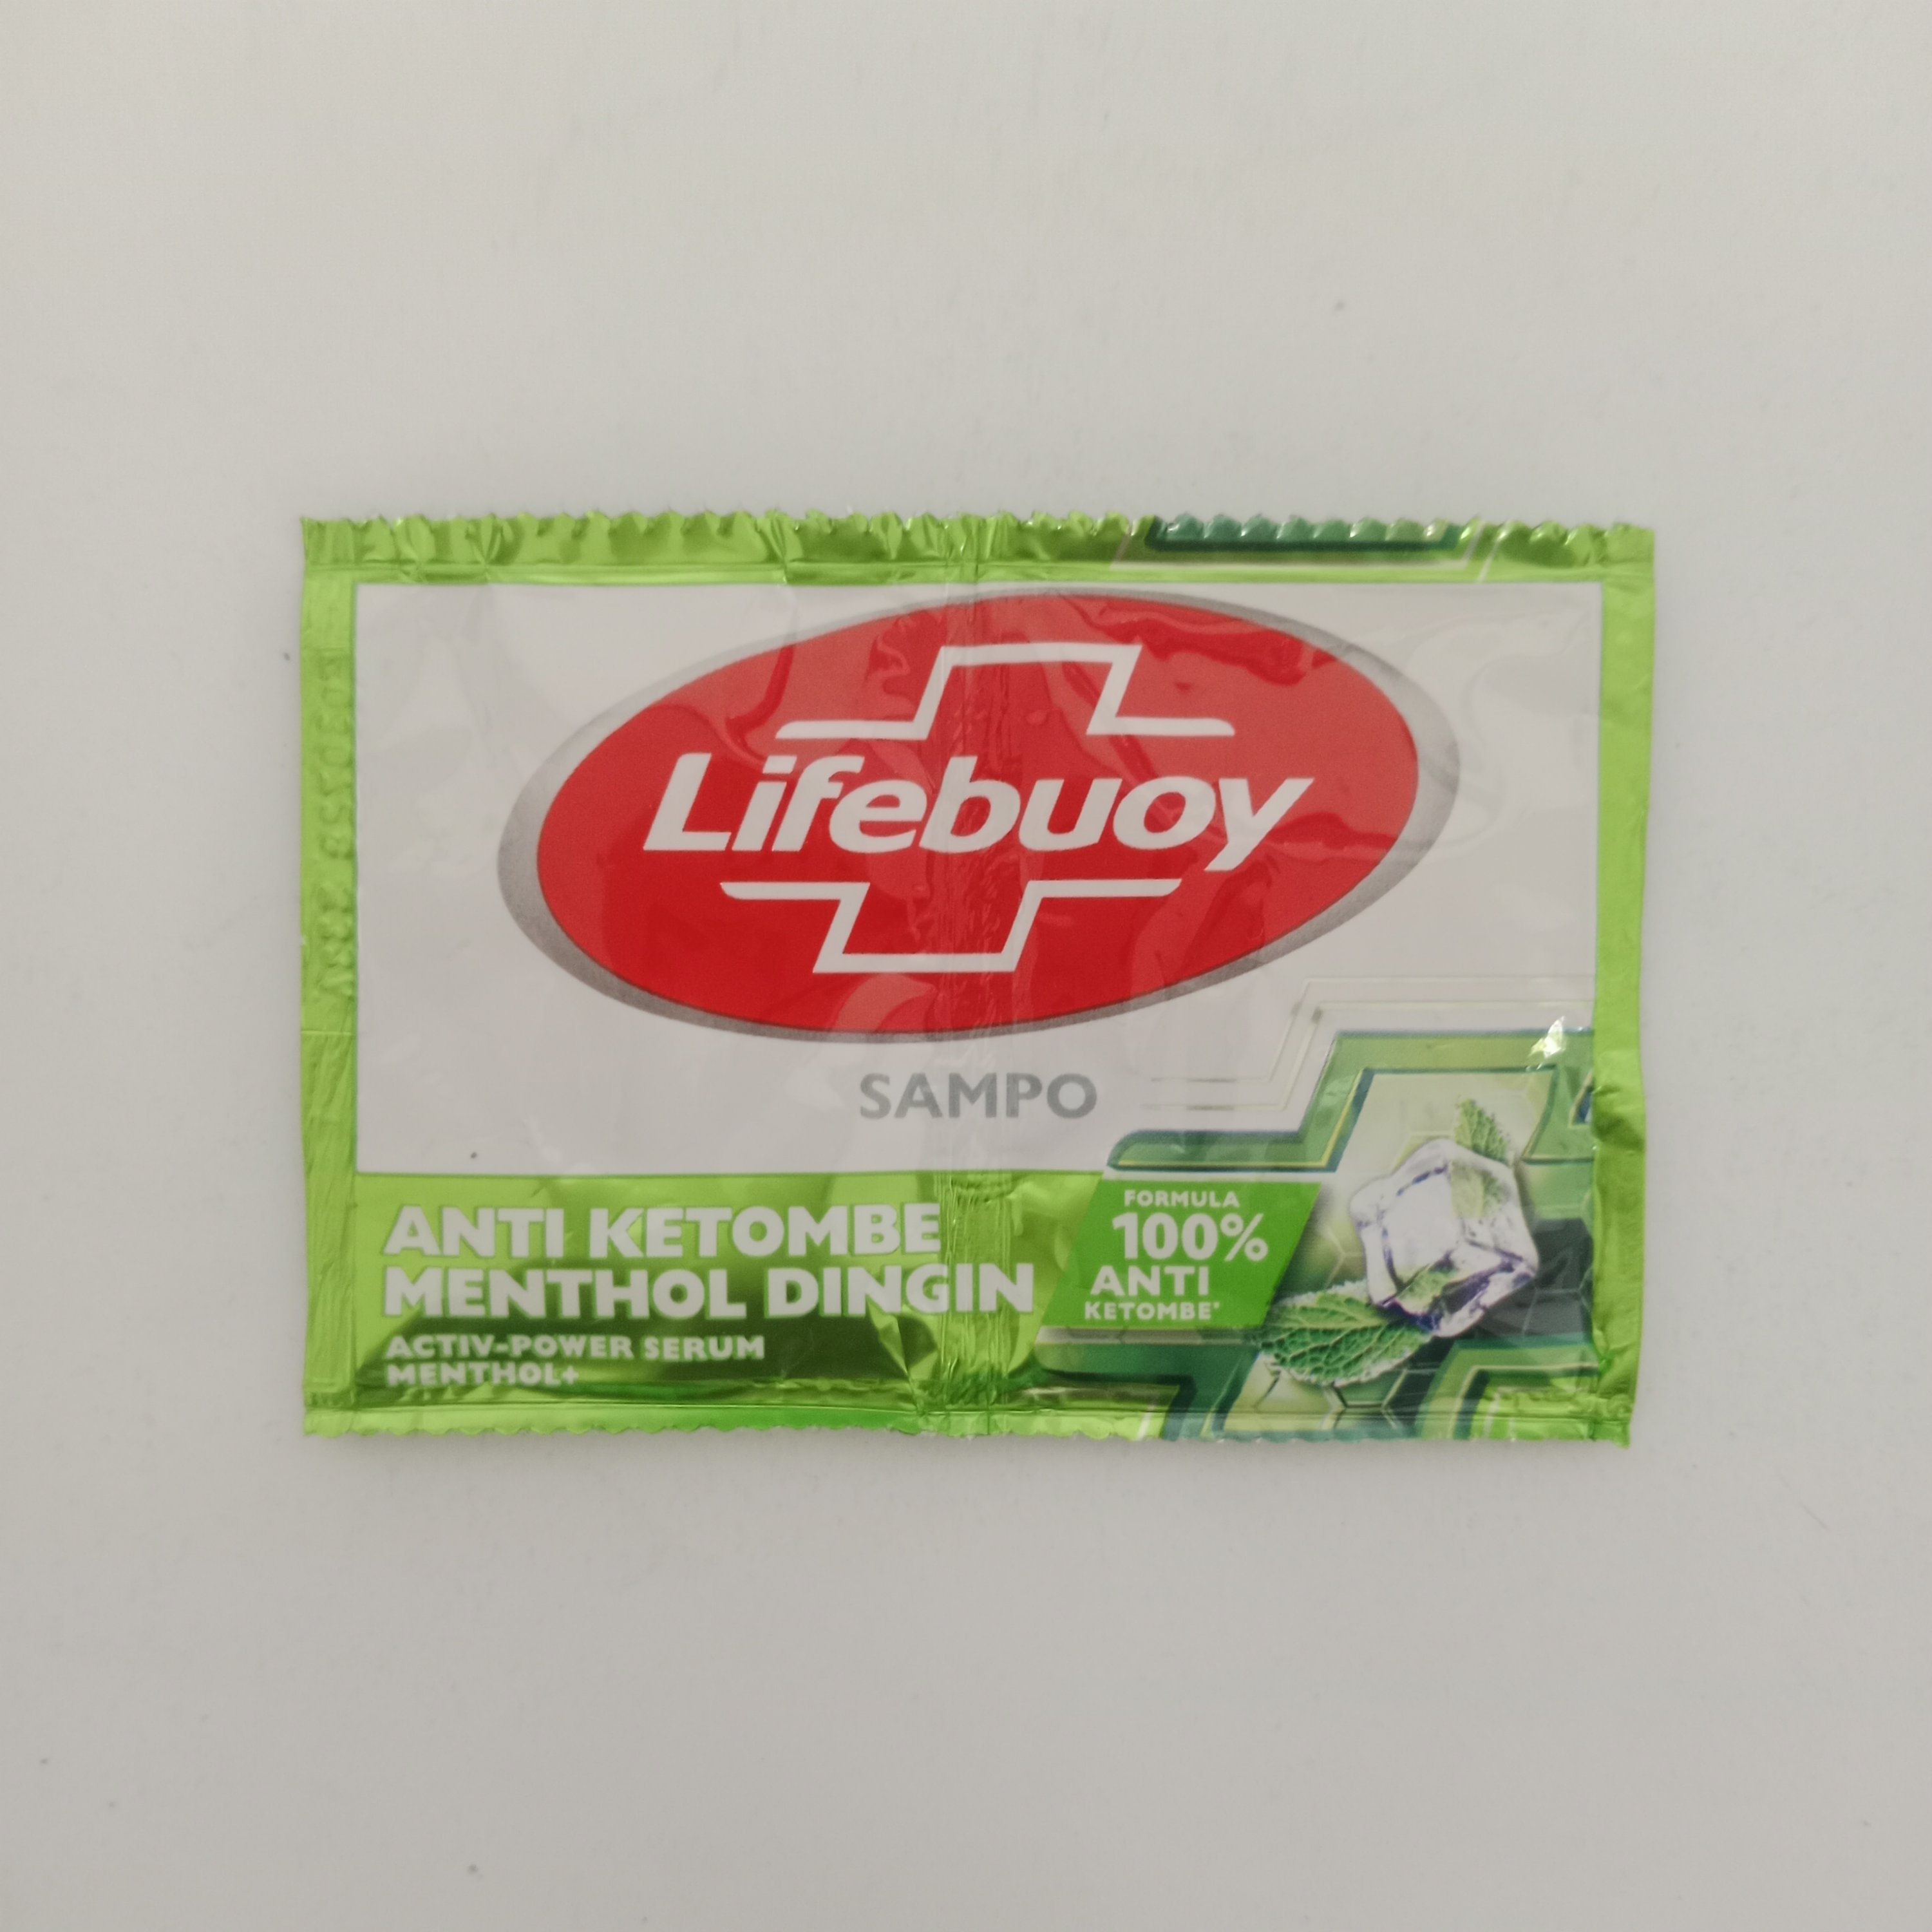 Lifebuoy
SAMPO
ANTI KETOMBE
MENTHOL DINGIN
ACTIV-POWER SERUM
MENTHOL+
FORMULA
100%
ANTI
KETOMBE*